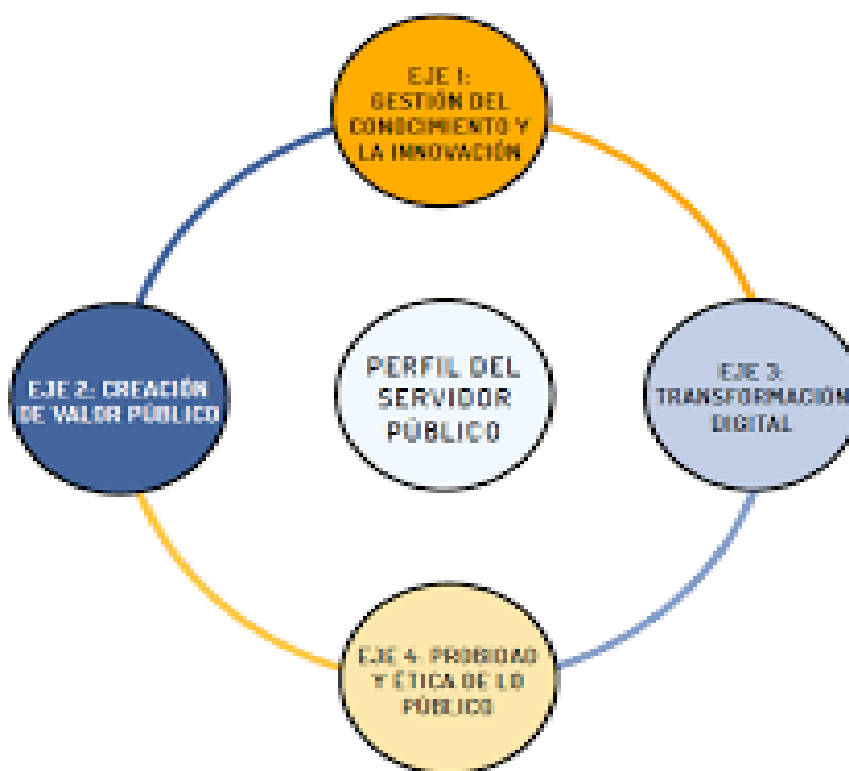 EJE 1:
GESTIÓN DEL
CONOCIMIENTO Y
LA INNOVACIÓN
EJE 2: CREACIÓN
DE VALOR PÚBLICO
PERFIL DEL
SERVIDOR
PÚBLICO
EJE 3:
TRANSFORMACIÓN
DIGITAL
EJE 4: PROBIDAD
Y ÉTICA DE LO
PÚBLICO